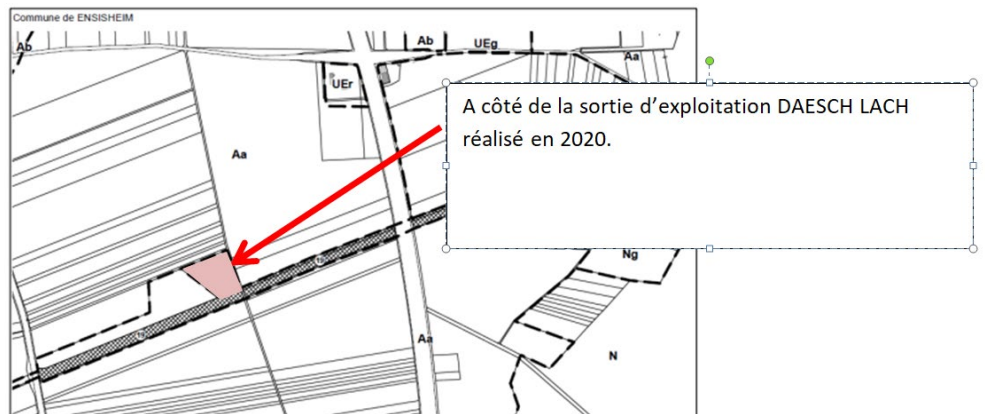 Commune de ENSISHEIM
Ab
Ab
UEg
Aa
UEr
A côté de la sortie d’exploitation DAESCH LACH
réalisé en 2020.
Aa
Ng
Aa
N